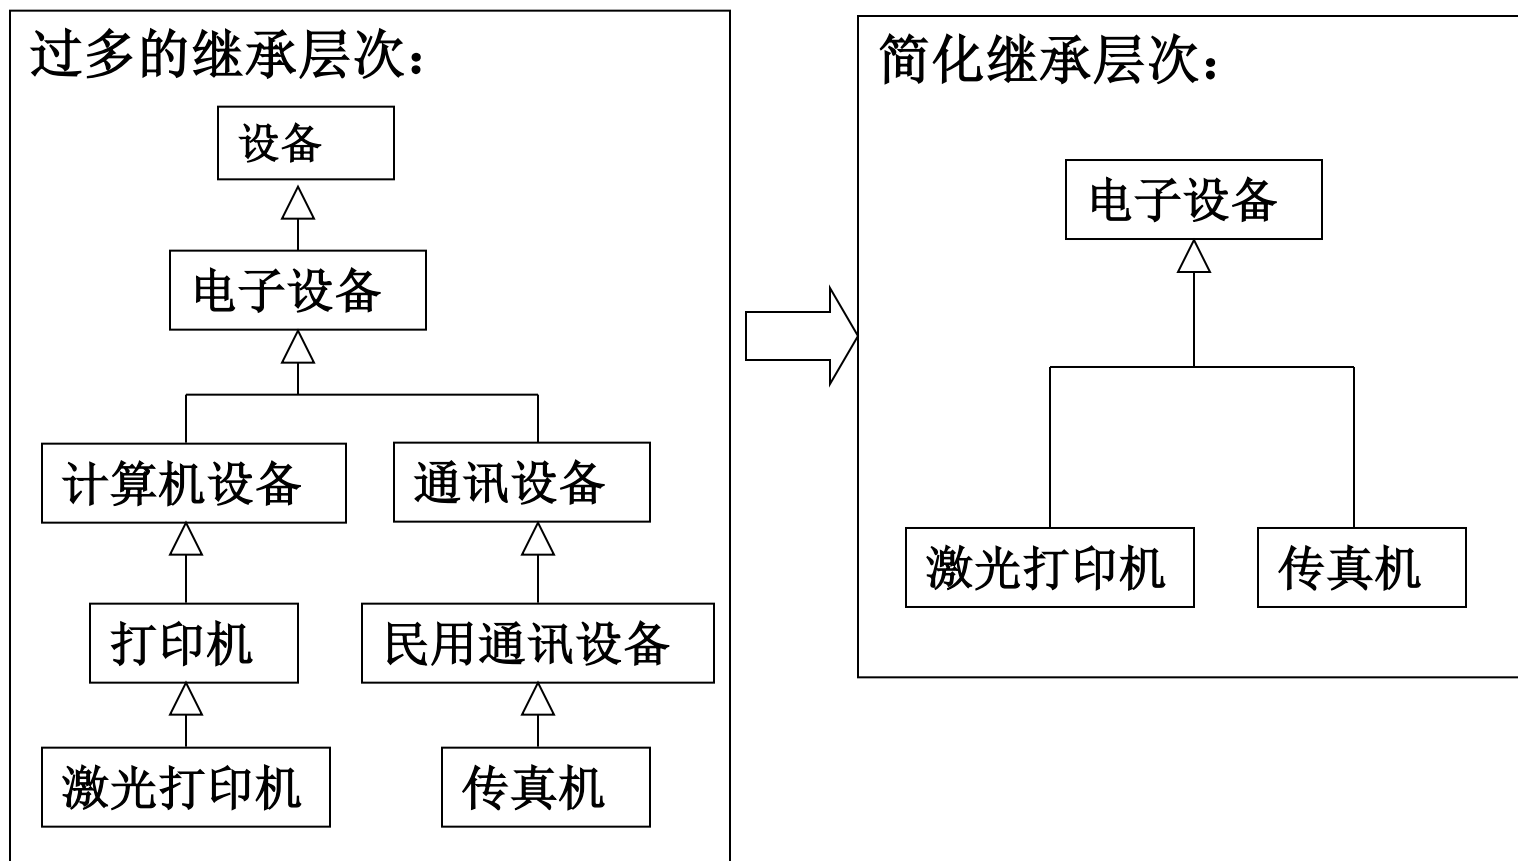 过多的继承层次：
设备
电子设备
计算机设备
通讯设备
打印机
民用通讯设备
激光打印机
传真机
简化继承层次：
电子设备
激光打印机
传真机